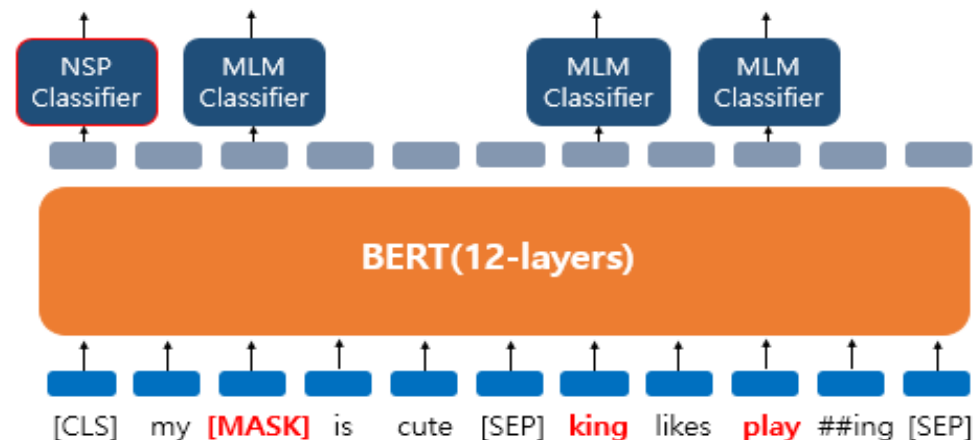 NSP Classifier
MLM Classifier
MLM Classifier
MLM Classifier
BERT(12-layers)
[CLS] my [MASK] is cute [SEP] king likes play ##ing [SEP]